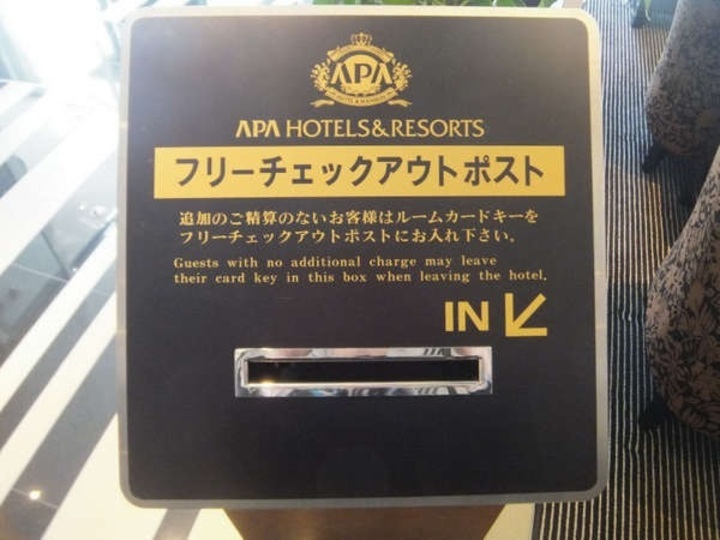 APA
HOTEL & MANSION
APA HOTELS&RESORTS
フリーチェックアウトポスト
追加のご精算のないお客様はルームカードキーを
フリーチェックアウトポストにお入れ下さい。
Guests with no additional charge may leave
their card key in this box when leaving the hotel.
IN